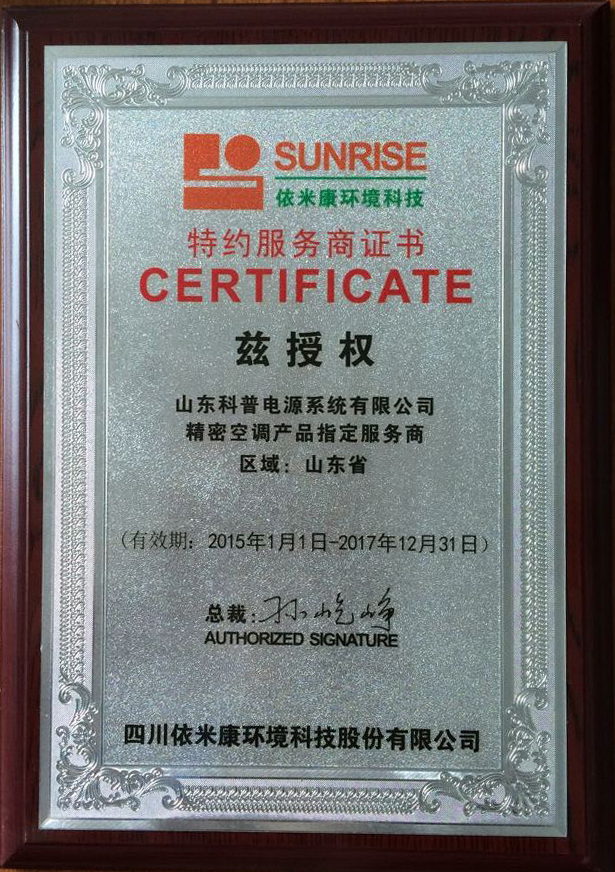 SUNRISE
依米康环境科技
特约服务商证书
CERTIFICATE
兹授权
山东科普电源系统有限公司
精密空调产品指定服务商
区域：山东省
（有效期：2015年1月1日-2017年12月31日）
总裁：孙屹峥
AUTHORIZED SIGNATURE
四川依米康环境科技股份有限公司